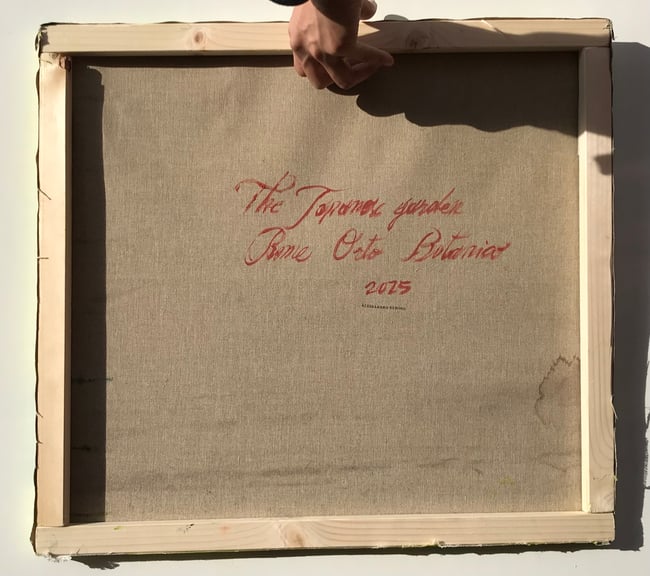 The Japanese garden
Rome Orto Botanico
2025